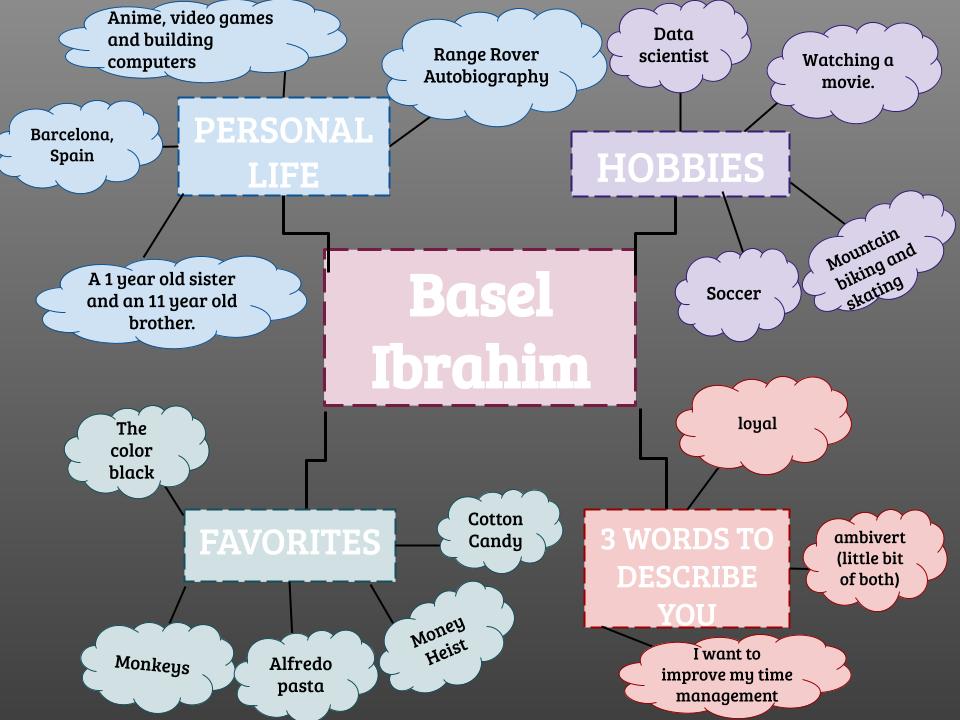 Anime, video games
and building
computers
Range Rover
Autobiography
Barcelona,
Spain
PERSONAL
LIFE
A 1 year old sister
and an 11 year old
brother.
Data
scientist
Watching a
movie.
HOBBIES
Mountain
biking and
skating
Soccer
Basel
Ibrahim
The
color
black
FAVORITES
Cotton
Candy
Monkeys
Alfredo
pasta
Money
Heist
loyal
3 WORDS TO
DESCRIBE
YOU
ambivert
(little bit
of both)
I want to
improve my time
management